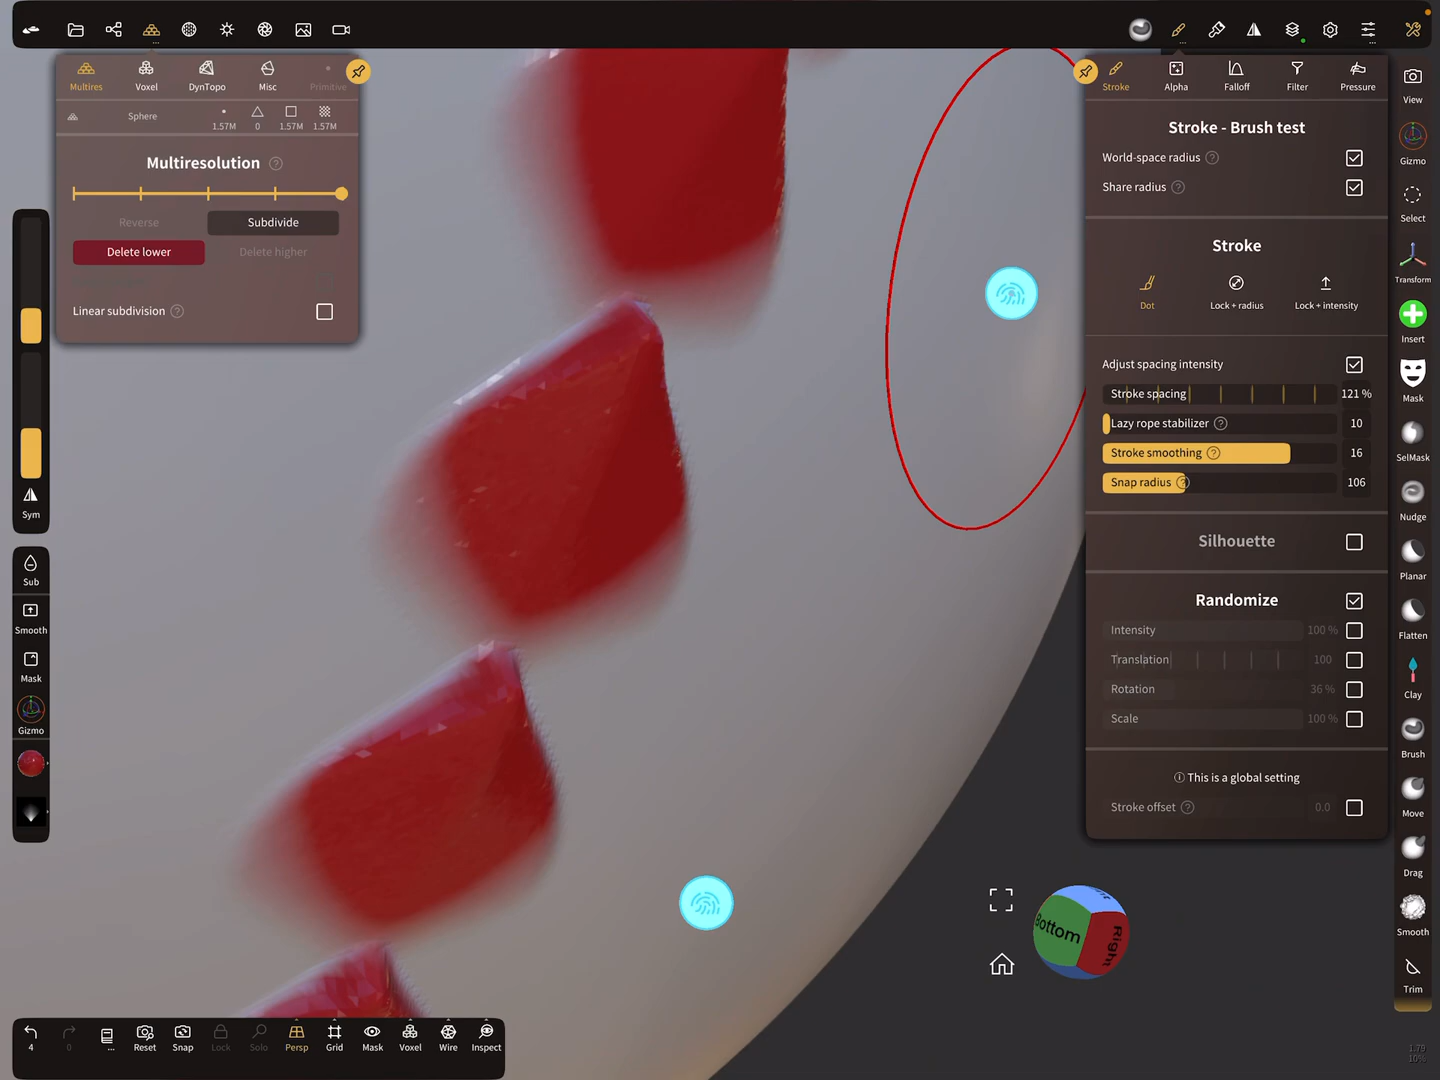 Multires
Voxel
DynTopo
Misc
Primitive
Sphere
1.57M
0
1.57M
1.57M
Multiresolution
Reverse
Subdivide
Delete lower
Delete higher
Linear subdivision
Sym
Sub
Smooth
Mask
Gizmo
Stroke
Alpha
Falloff
Filter
Pressure
Stroke - Brush test
World-space radius
Share radius
Stroke
Dot
Lock + radius
Lock + intensity
Adjust spacing intensity
Stroke spacing 121 %
Lazy rope stabilizer 10
Stroke smoothing 16
Snap radius 106
Silhouette
Randomize
Intensity 100 %
Translation 100
Rotation 36 %
Scale 100 %
This is a global setting
Stroke offset 0.0
View
Gizmo
Select
Transform
Insert
Mask
SelMask
Nudge
Planar
Flatten
Clay
Brush
Move
Drag
Smooth
Trim
Bottom
Right
4
0
Reset
Snap
Lock
Solo
Persp
Grid
Mask
Voxel
Wire
Inspect
1.79
10%